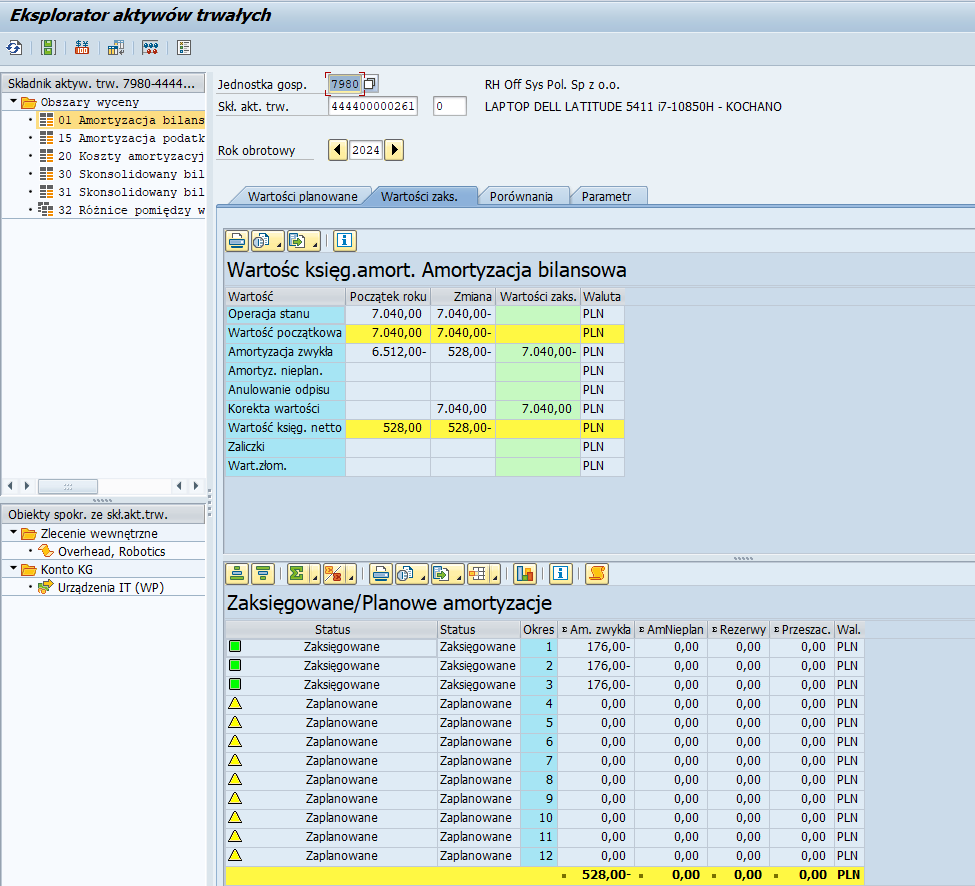 Eksplorator aktywów trwałych
Składnik aktyw. trw. 7980-4444...
Obszary wyceny
01 Amortyzacja bilans
15 Amortyzacja podatk
20 Koszty amortyzacyj
30 Skonsolidowany bil
31 Skonsolidowany bil
32 Różnice pomiędzy w
Obiekty spokr. ze skł.akt.trw.
Zlecenie wewnętrzne
Overhead, Robotics
Konto KG
Urządzenia IT (WP)
Jednostka gosp. 7980 RH Off Sys Pol. Sp z o.o.
Skł. akt. trw. 444400000261 0 LAPTOP DELL LATITUDE 5411 i7-10850H - KOCHANO
Rok obrotowy 2024
Wartości planowane Wartości zaks. Porównania Parametr
Wartośc księg.amort. Amortyzacja bilansowa
Wartość Początek roku Zmiana Wartości zaks. Waluta
Operacja stanu 7.040,00 7.040,00- PLN
Wartość początkowa 7.040,00 7.040,00- PLN
Amortyzacja zwykła 6.512,00- 528,00- 7.040,00- PLN
Amortyz. nieplan. PLN
Anulowanie odpisu PLN
Korekta wartości 7.040,00 7.040,00 PLN
Wartość księg. netto 528,00 528,00- PLN
Zaliczki PLN
Wart.złom. PLN
Zaksięgowane/Planowe amortyzacje
Status Status Okres Σ Am. zwykła Σ AmNieplan Σ Rezerwy Σ Przeszac. Wal.
Zaksięgowane Zaksięgowane 1 176,00- 0,00 0,00 0,00 PLN
Zaksięgowane Zaksięgowane 2 176,00- 0,00 0,00 0,00 PLN
Zaksięgowane Zaksięgowane 3 176,00- 0,00 0,00 0,00 PLN
Zaplanowane Zaplanowane 4 0,00 0,00 0,00 0,00 PLN
Zaplanowane Zaplanowane 5 0,00 0,00 0,00 0,00 PLN
Zaplanowane Zaplanowane 6 0,00 0,00 0,00 0,00 PLN
Zaplanowane Zaplanowane 7 0,00 0,00 0,00 0,00 PLN
Zaplanowane Zaplanowane 8 0,00 0,00 0,00 0,00 PLN
Zaplanowane Zaplanowane 9 0,00 0,00 0,00 0,00 PLN
Zaplanowane Zaplanowane 10 0,00 0,00 0,00 0,00 PLN
Zaplanowane Zaplanowane 11 0,00 0,00 0,00 0,00 PLN
Zaplanowane Zaplanowane 12 0,00 0,00 0,00 0,00 PLN
528,00- 0,00 0,00 0,00 PLN